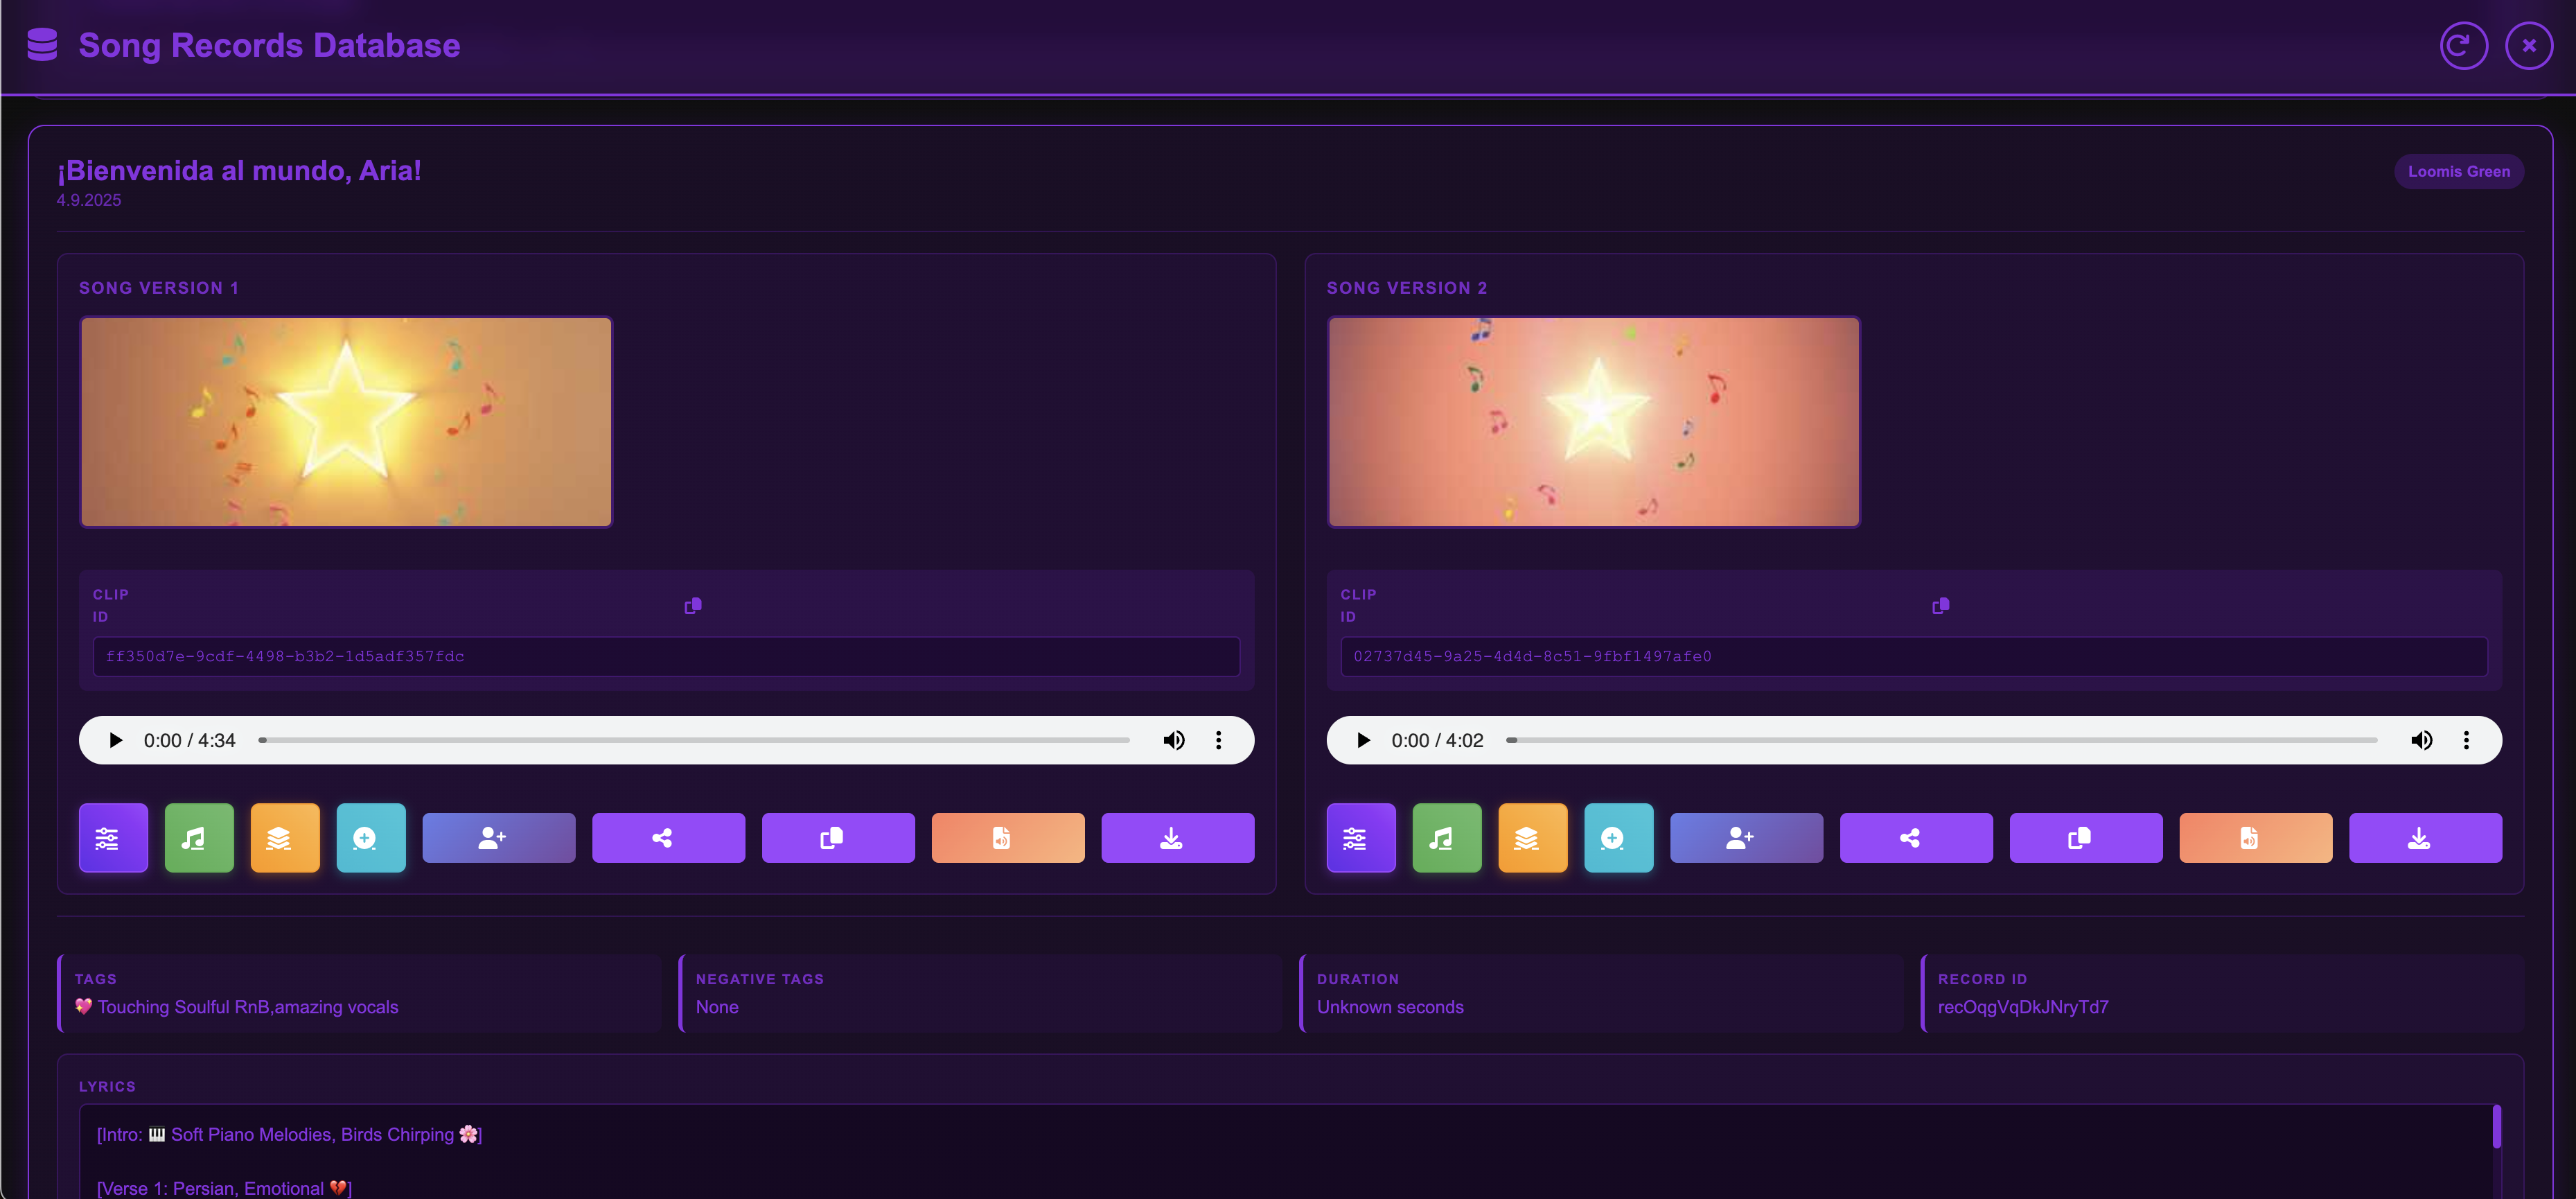 Song Records Database
¡Bienvenida al mundo, Aria!
4.9.2025
Loomis Green
SONG VERSION 1
CLIP
ID
ff350d7e-9cdf-4498-b3b2-1d5adf357fdc
0:00 / 4:34
SONG VERSION 2
CLIP
ID
02737d45-9a25-4d4d-8c51-9fbf1497afe0
0:00 / 4:02
TAGS
💖 Touching Soulful RnB,amazing vocals
NEGATIVE TAGS
None
DURATION
Unknown seconds
RECORD ID
recOqgVqDkJNryTd7
LYRICS
[Intro: 🎹 Soft Piano Melodies, Birds Chirping 🌸]
[Verse 1: Persian, Emotional 💔]